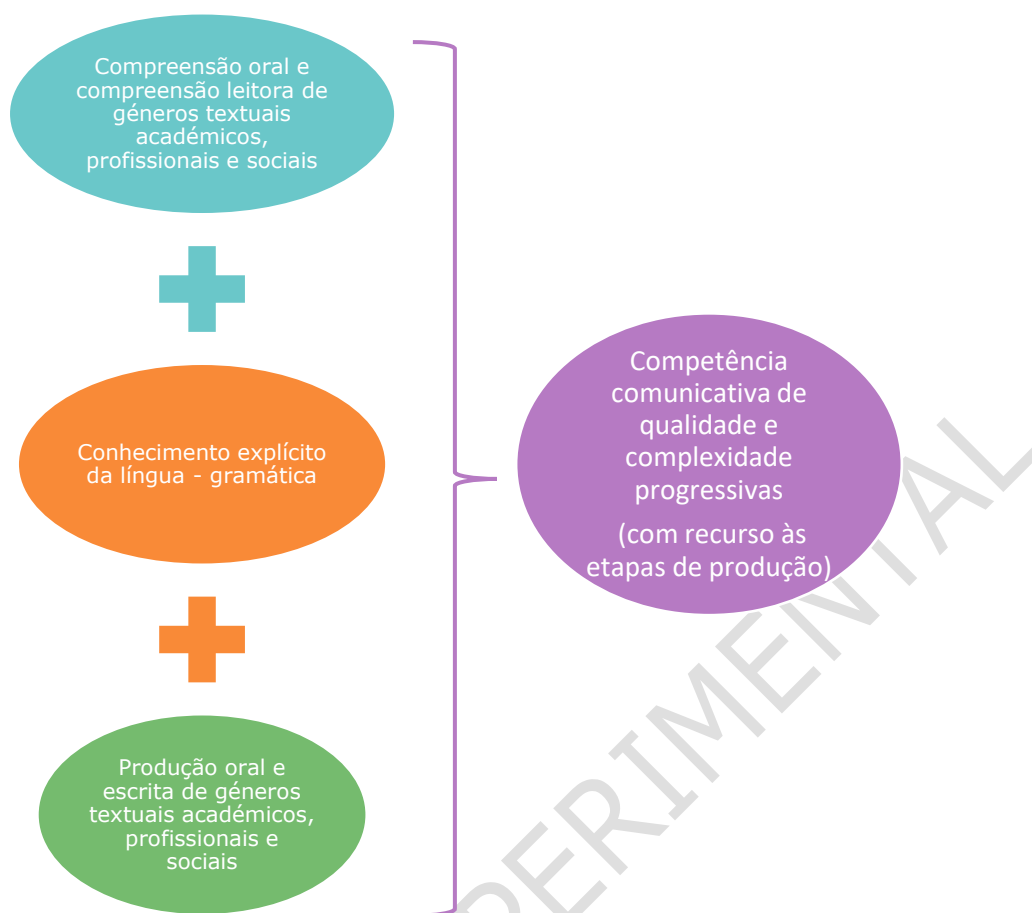 Compreensão oral e
compreensão leitora de
géneros textuais
académicos,
profissionais e sociais
Conhecimento explícito
da língua - gramática
Produção oral e
escrita de géneros
textuais académicos,
profissionais e
sociais
Competência
comunicativa de
qualidade e
complexidade
progressivas
(com recurso às
etapas de produção)
PERIMENTAL